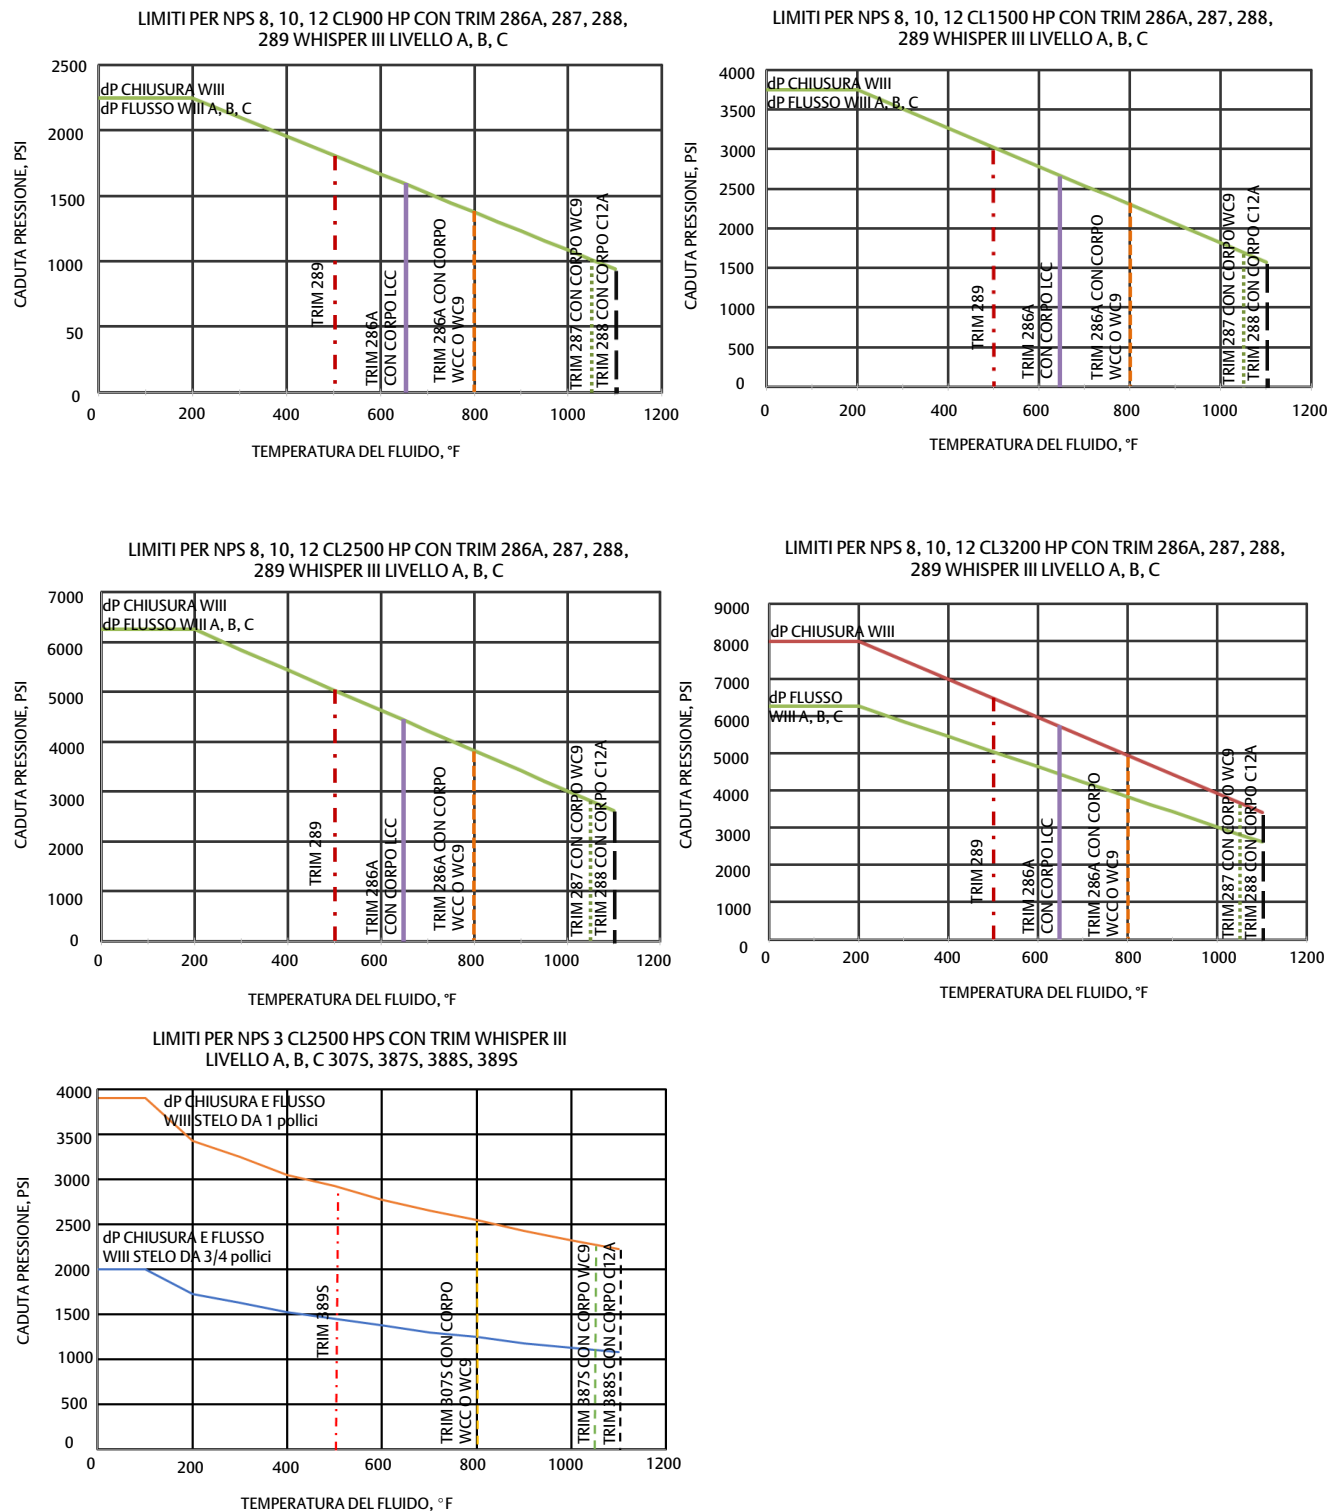 LIMITI PER NPS 8, 10, 12 CL900 HP CON TRIM 286A, 287, 288,
289 WHISPER III LIVELLO A, B, C
CADUTA PRESSIONE, PSI
2500
2000
1500
1000
50
0
dP CHIUSURA WIII
dP FLUSSO WIII A, B, C
TRIM 289
TRIM 286A
CON CORPO LCC
TRIM 286A CON CORPO
WCC O WC9
TRIM 287 CON CORPO WC9
TRIM 288 CON CORPO C12A
0 200 400 600 800 1000 1200
TEMPERATURA DEL FLUIDO, °F
LIMITI PER NPS 8, 10, 12 CL1500 HP CON TRIM 286A, 287, 288,
289 WHISPER III LIVELLO A, B, C
CADUTA PRESSIONE, PSI
4000
3500
3000
2500
2000
1500
1000
500
0
dP CHIUSURA WIII
dP FLUSSO WIII A, B, C
TRIM 289
TRIM 286A
CON CORPO LCC
TRIM 286A CON CORPO
WCC O WC9
TRIM 287 CON CORPO WC9
TRIM 288 CON CORPO C12A
0 200 400 600 800 1000 1200
TEMPERATURA DEL FLUIDO, °F
LIMITI PER NPS 8, 10, 12 CL2500 HP CON TRIM 286A, 287, 288,
289 WHISPER III LIVELLO A, B, C
CADUTA PRESSIONE, PSI
7000
6000
5000
4000
3000
2000
1000
0
dP CHIUSURA WIII
dP FLUSSO WIII A, B, C
TRIM 289
TRIM 286A
CON CORPO LCC
TRIM 286A CON CORPO
WCC O WC9
TRIM 287 CON CORPO WC9
TRIM 288 CON CORPO C12A
0 200 400 600 800 1000 1200
TEMPERATURA DEL FLUIDO, °F
LIMITI PER NPS 8, 10, 12 CL3200 HP CON TRIM 286A, 287, 288,
289 WHISPER III LIVELLO A, B, C
CADUTA PRESSIONE, PSI
9000
8000
7000
6000
5000
4000
3000
2000
1000
0
dP CHIUSURA WIII
dP FLUSSO
WIII A, B, C
TRIM 289
TRIM 286A
CON CORPO LCC
TRIM 286A CON CORPO
WCC O WC9
TRIM 287 CON CORPO WC9
TRIM 288 CON CORPO C12A
0 200 400 600 800 1000 1200
TEMPERATURA DEL FLUIDO, °F
LIMITI PER NPS 3 CL2500 HPS CON TRIM WHISPER III
LIVELLO A, B, C 307S, 387S, 388S, 389S
CADUTA PRESSIONE, PSI
4000
3500
3000
2500
2000
1500
1000
500
0
dP CHIUSURA E FLUSSO
WIII STELO DA 1 pollici
dP CHIUSURA E FLUSSO
WIII STELO DA 3/4 pollici
TRIM 389S
TRIM 307S CON CORPO
WCC O WC9
TRIM 387S CON CORPO WC9
TRIM 388S CON CORPO C12A
0 200 400 600 800 1000 1200
TEMPERATURA DEL FLUIDO, °F